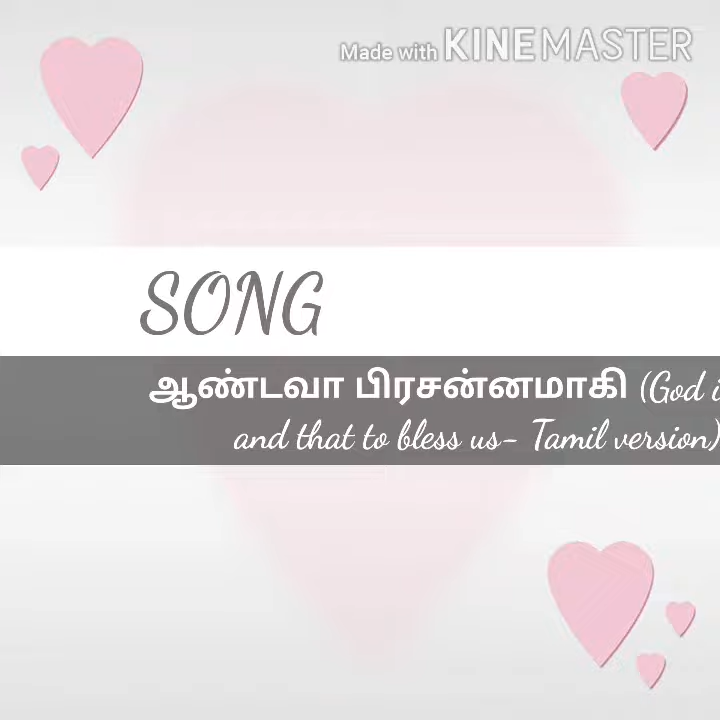 Made with KINEMASTER
SONG
ஆண்டவா பிரசன்னமாகி (God i
and that to bless us- Tamil version)